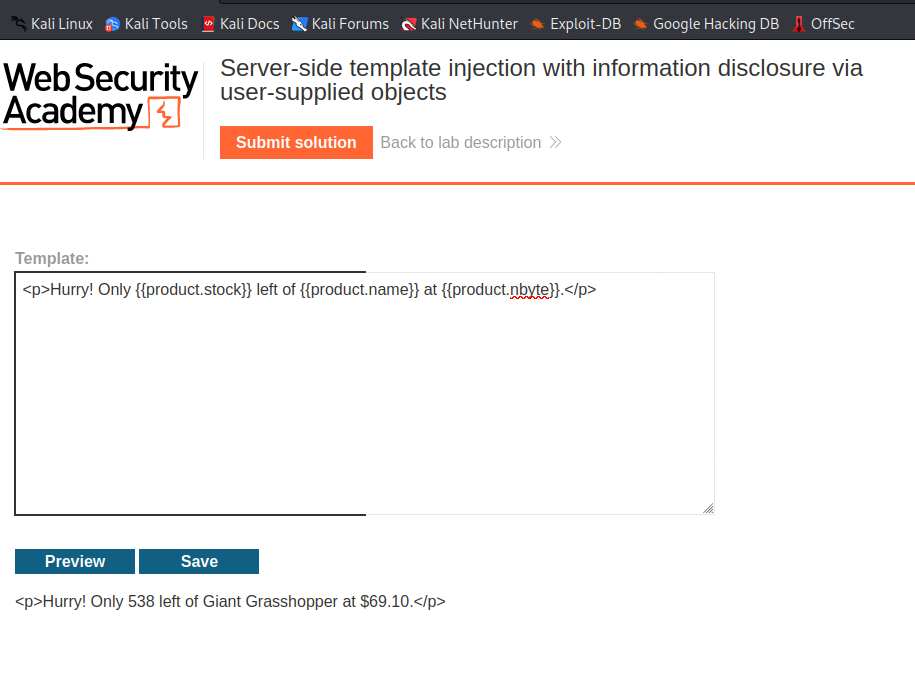 Kali Linux Kali Tools Kali Docs Kali Forums Kali NetHunter Exploit-DB Google Hacking DB OffSec
Web Security
Academy
Server-side template injection with information disclosure via
user-supplied objects
Submit solution Back to lab description
Template:
<p>Hurry! Only {{product.stock}} left of {{product.name}} at {{product.nbyte}}.</p>
Preview Save
<p>Hurry! Only 538 left of Giant Grasshopper at $69.10.</p>